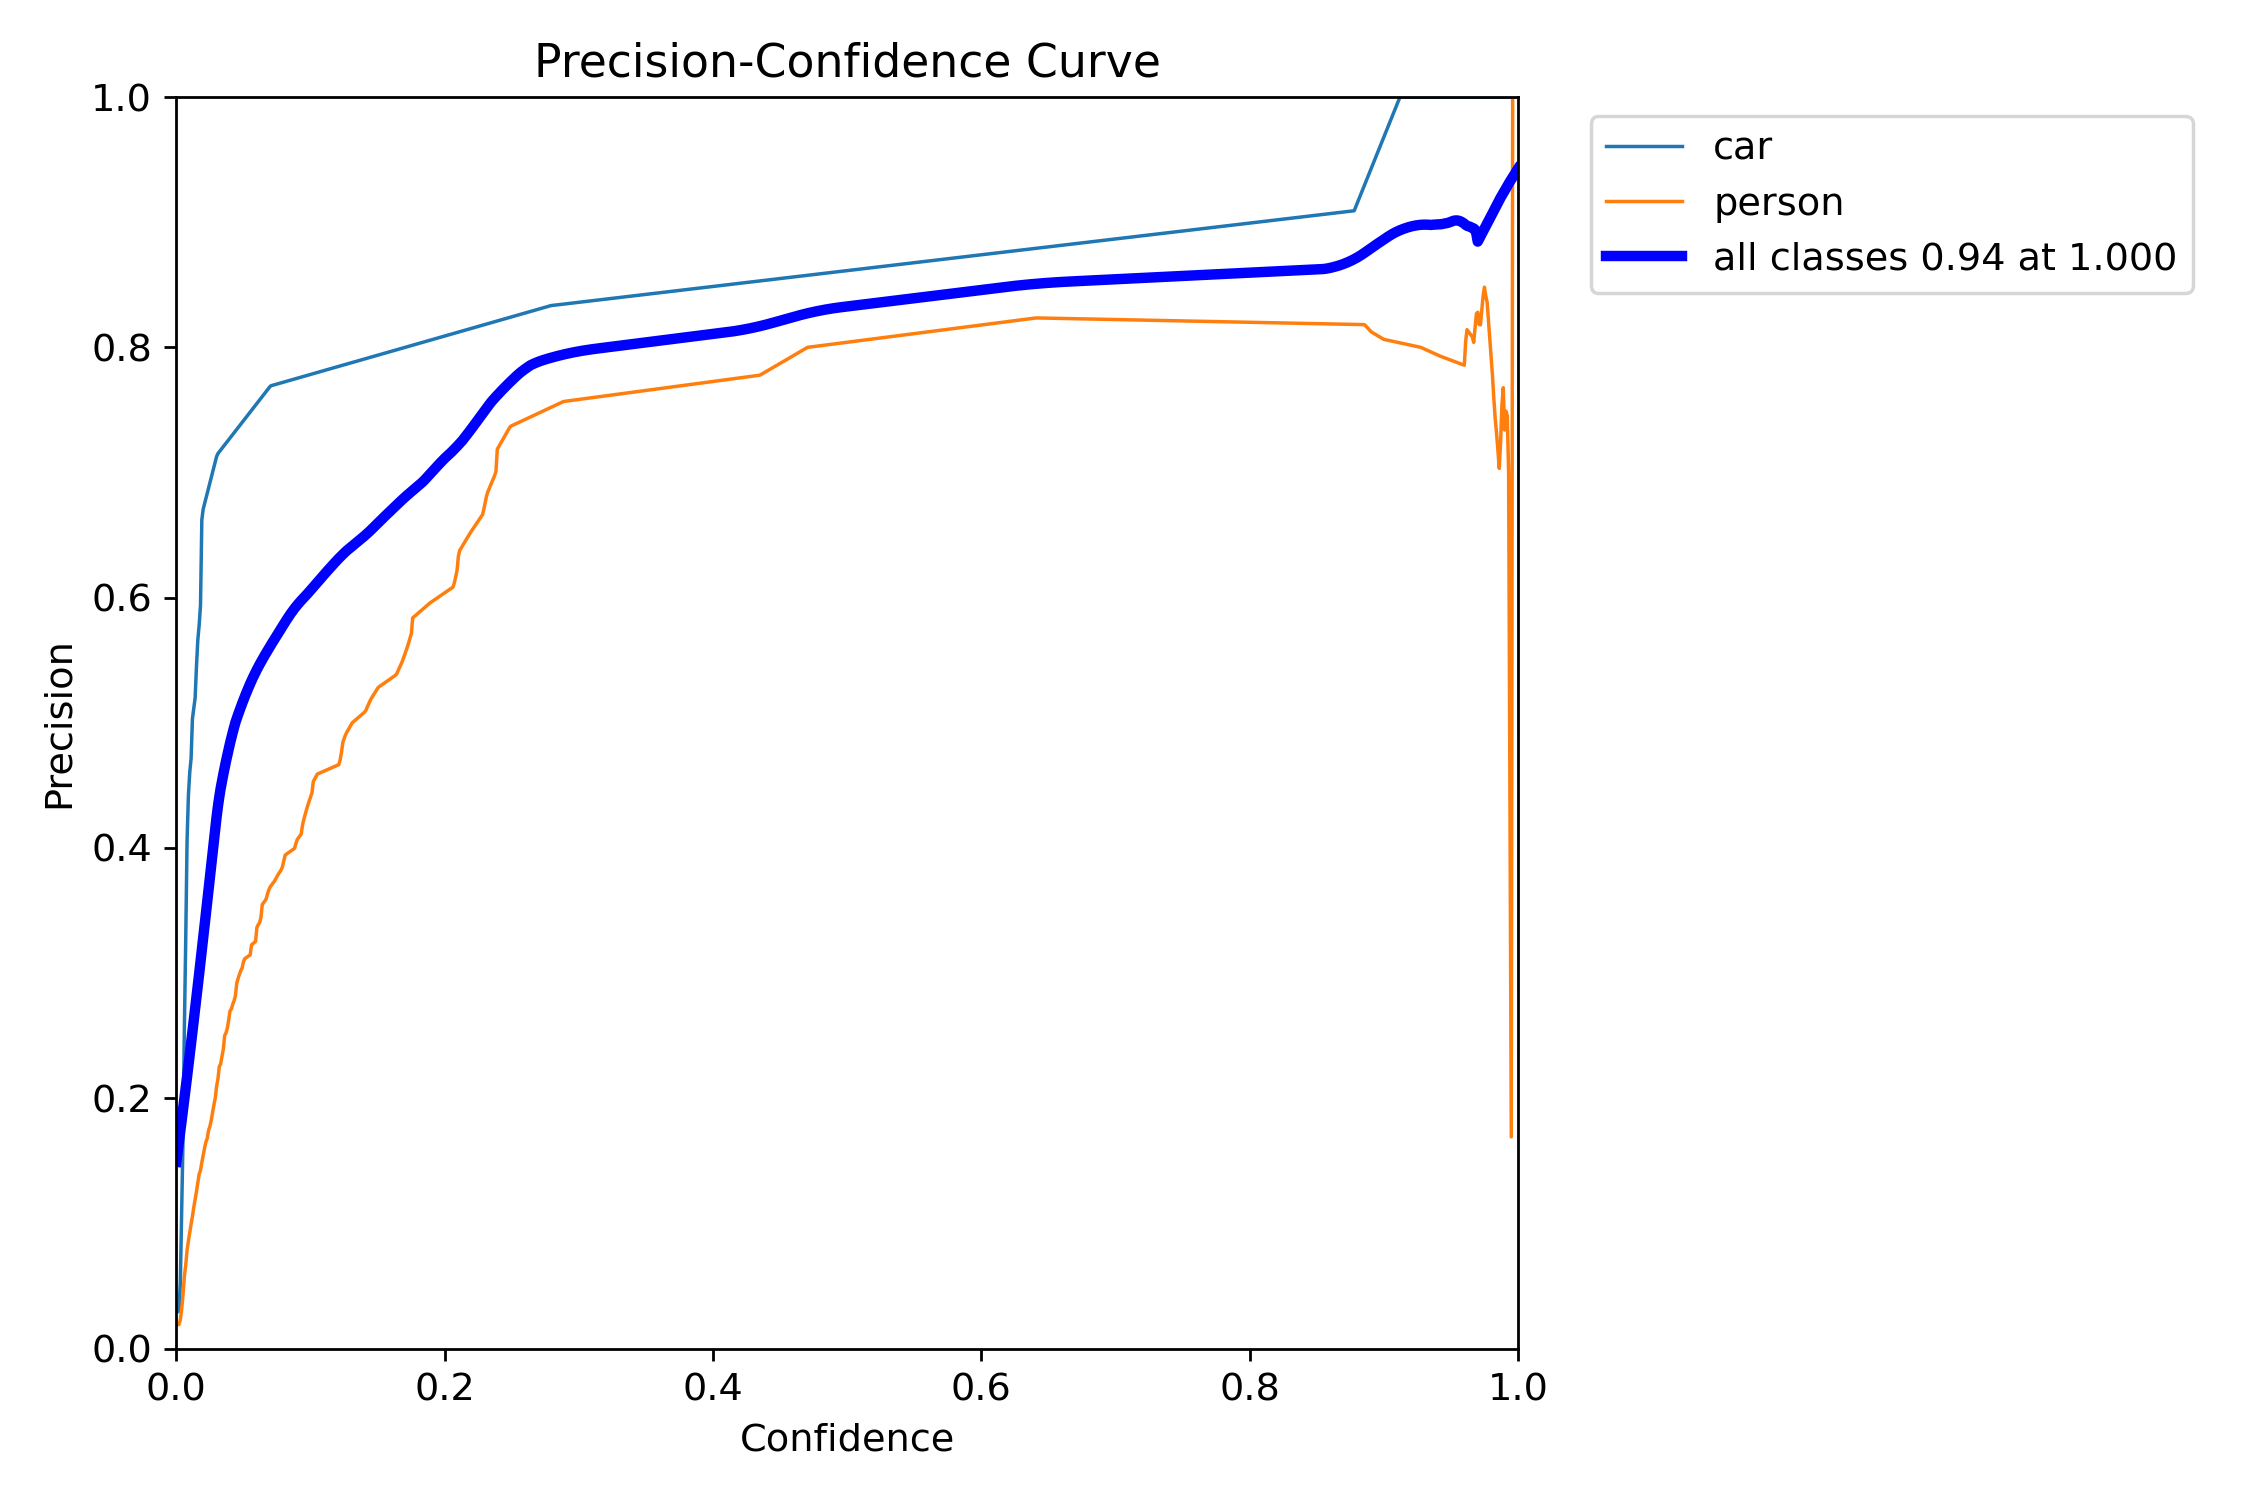 Precision-Confidence Curve
1.0
0.8
0.6
0.4
0.2
0.0
Precision
0.0 0.2 0.4 0.6 0.8 1.0
Confidence
car
person
all classes 0.94 at 1.000